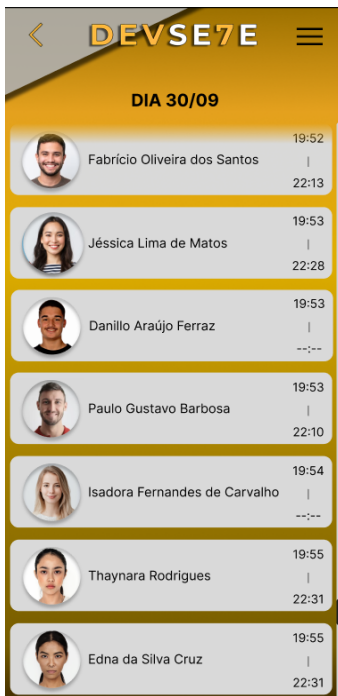 DEVSE7E
DIA 30/09
19:52
Fabrício Oliveira dos Santos
|
22:13
19:53
Jéssica Lima de Matos
|
22:28
19:53
Danillo Araújo Ferraz
|
--:--
19:53
Paulo Gustavo Barbosa
|
22:10
19:54
Isadora Fernandes de Carvalho
|
--:--
19:55
Thaynara Rodrigues
|
22:31
19:55
Edna da Silva Cruz
|
22:31